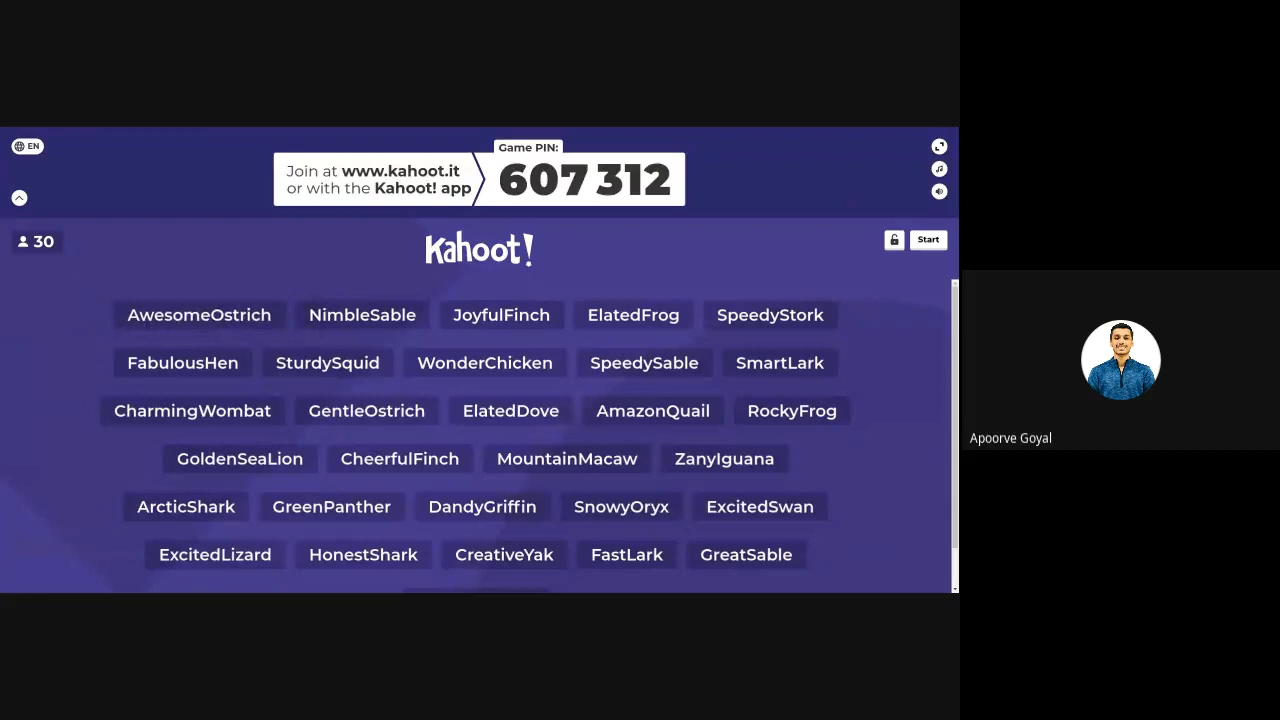 EN
Join at www.kahoot.it
or with the Kahoot! app
Game PIN:
607 312
30
Kahoot!
Start
AwesomeOstrich NimbleSable JoyfulFinch ElatedFrog SpeedyStork
FabulousHen SturdySquid WonderChicken SpeedySable SmartLark
CharmingWombat GentleOstrich ElatedDove AmazonQuail RockyFrog
GoldenSeaLion CheerfulFinch MountainMacaw ZanyIguana
ArcticShark GreenPanther DandyGriffin SnowyOryx ExcitedSwan
ExcitedLizard HonestShark CreativeYak FastLark GreatSable
Apoorve Goyal